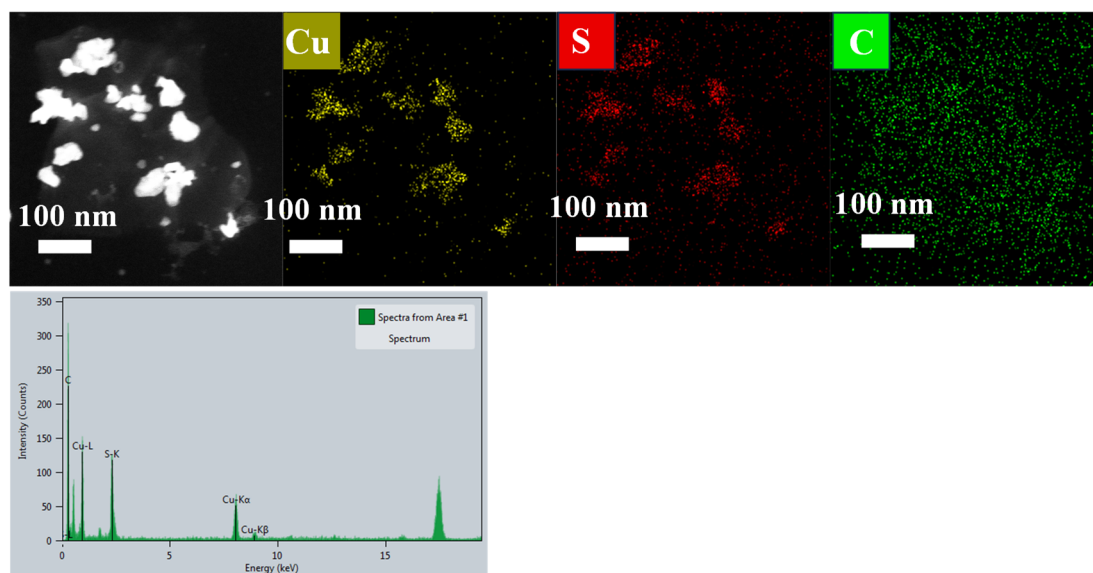 Cu
S
C
100 nm
100 nm
100 nm
100 nm
350
300
250
200
150
100
50
0
Intensity (Counts)
Spectra from Area #1
Spectrum
C
Cu-L
S-K
Cu-Kα
Cu-Kβ
0
5
10
15
Energy (keV)